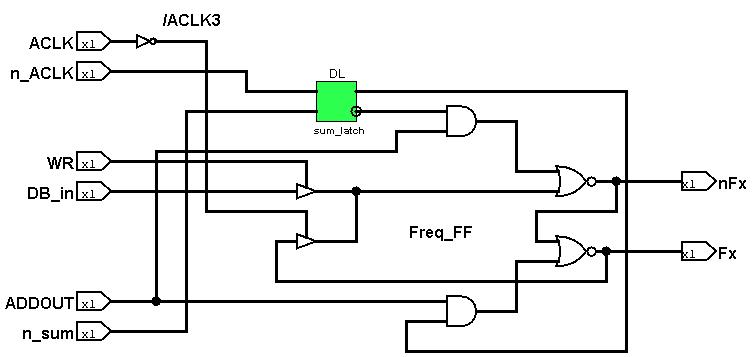 /ACLK3
ACLK x1
n_ACLK x1
DL
sum_latch
WR x1
DB_in x1
x1 nFx
Freq_FF
x1 Fx
ADDOUT x1
n_sum x1